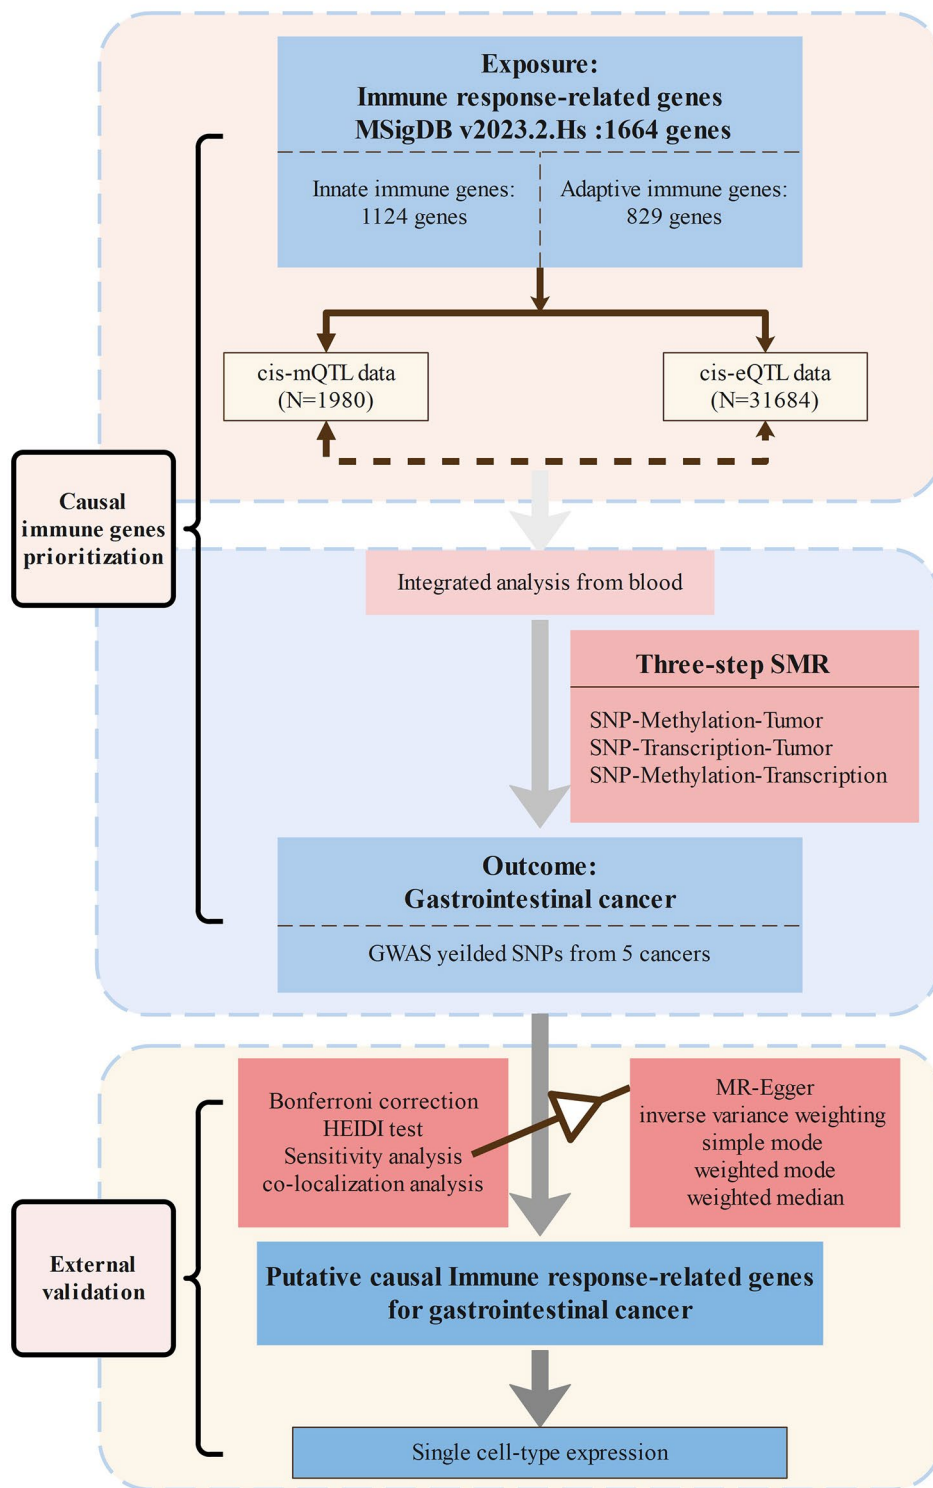 Exposure:
Immune response-related genes
MSigDB v2023.2.Hs :1664 genes
Innate immune genes:
1124 genes
Adaptive immune genes:
829 genes
cis-mQTL data
(N=1980)
cis-eQTL data
(N=31684)
Causal
immune genes
prioritization
Integrated analysis from blood
Three-step SMR
SNP-Methylation-Tumor
SNP-Transcription-Tumor
SNP-Methylation-Transcription
Outcome:
Gastrointestinal cancer
GWAS yeilded SNPs from 5 cancers
Bonferroni correction
HEIDI test
Sensitivity analysis
co-localization analysis
MR-Egger
inverse variance weighting
simple mode
weighted mode
weighted median
External
validation
Putative causal Immune response-related genes
for gastrointestinal cancer
Single cell-type expression